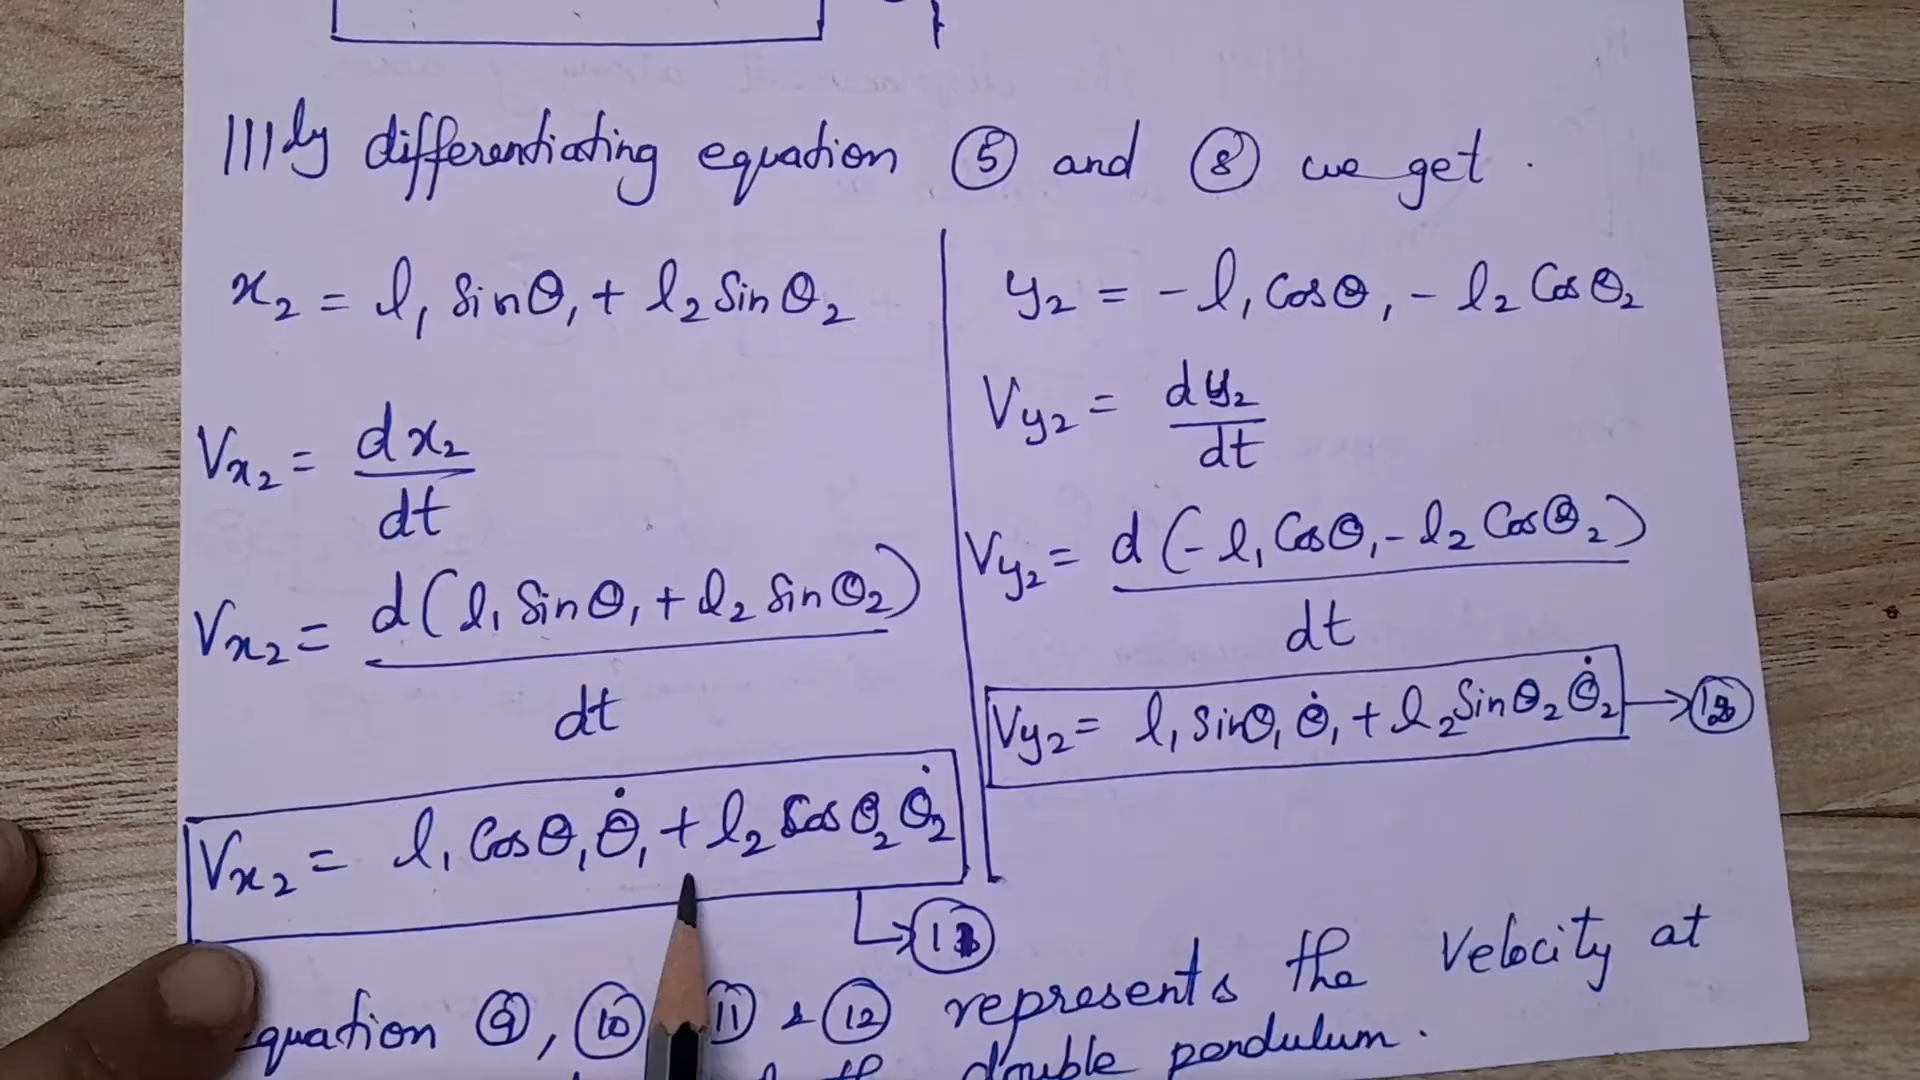 lllly differentiating equation ⑤ and ⑧ we get .
x₂ = l₁ Sinθ₁ + l₂ Sinθ₂
Vx₂ = dx₂/dt
Vx₂ = d(l₁ Sinθ₁ + l₂ Sinθ₂)/dt
Vx₂ = l₁ Cosθ₁ θ̇₁ + l₂ Cosθ₂ θ̇₂
→ ⑪
y₂ = - l₁ Cosθ₁ - l₂ Cosθ₂
Vy₂ = dy₂/dt
Vy₂ = d(- l₁ Cosθ₁ - l₂ Cosθ₂)/dt
Vy₂ = l₁ Sinθ₁ θ̇₁ + l₂ Sinθ₂ θ̇₂ → ⑫
equation ⑨, ⑩ ⑪ & ⑫ represents the Velocity at
double pendulum.